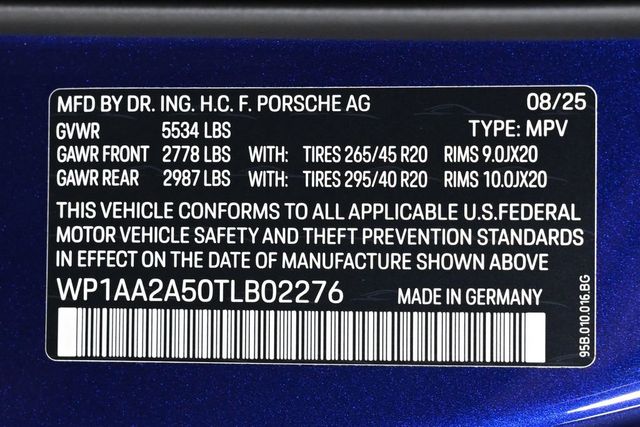 MFD BY DR. ING. H.C. F. PORSCHE AG 08/25
GVWR 5534 LBS TYPE: MPV
GAWR FRONT 2778 LBS WITH: TIRES 265/45 R20 RIMS 9.0JX20
GAWR REAR 2987 LBS WITH: TIRES 295/40 R20 RIMS 10.0JX20
THIS VEHICLE CONFORMS TO ALL APPLICABLE U.S.FEDERAL
MOTOR VEHICLE SAFETY AND THEFT PREVENTION STANDARDS
IN EFFECT ON THE DATE OF MANUFACTURE SHOWN ABOVE.
WP1AA2A50TLB02276 MADE IN GERMANY
95B.010.016.BG